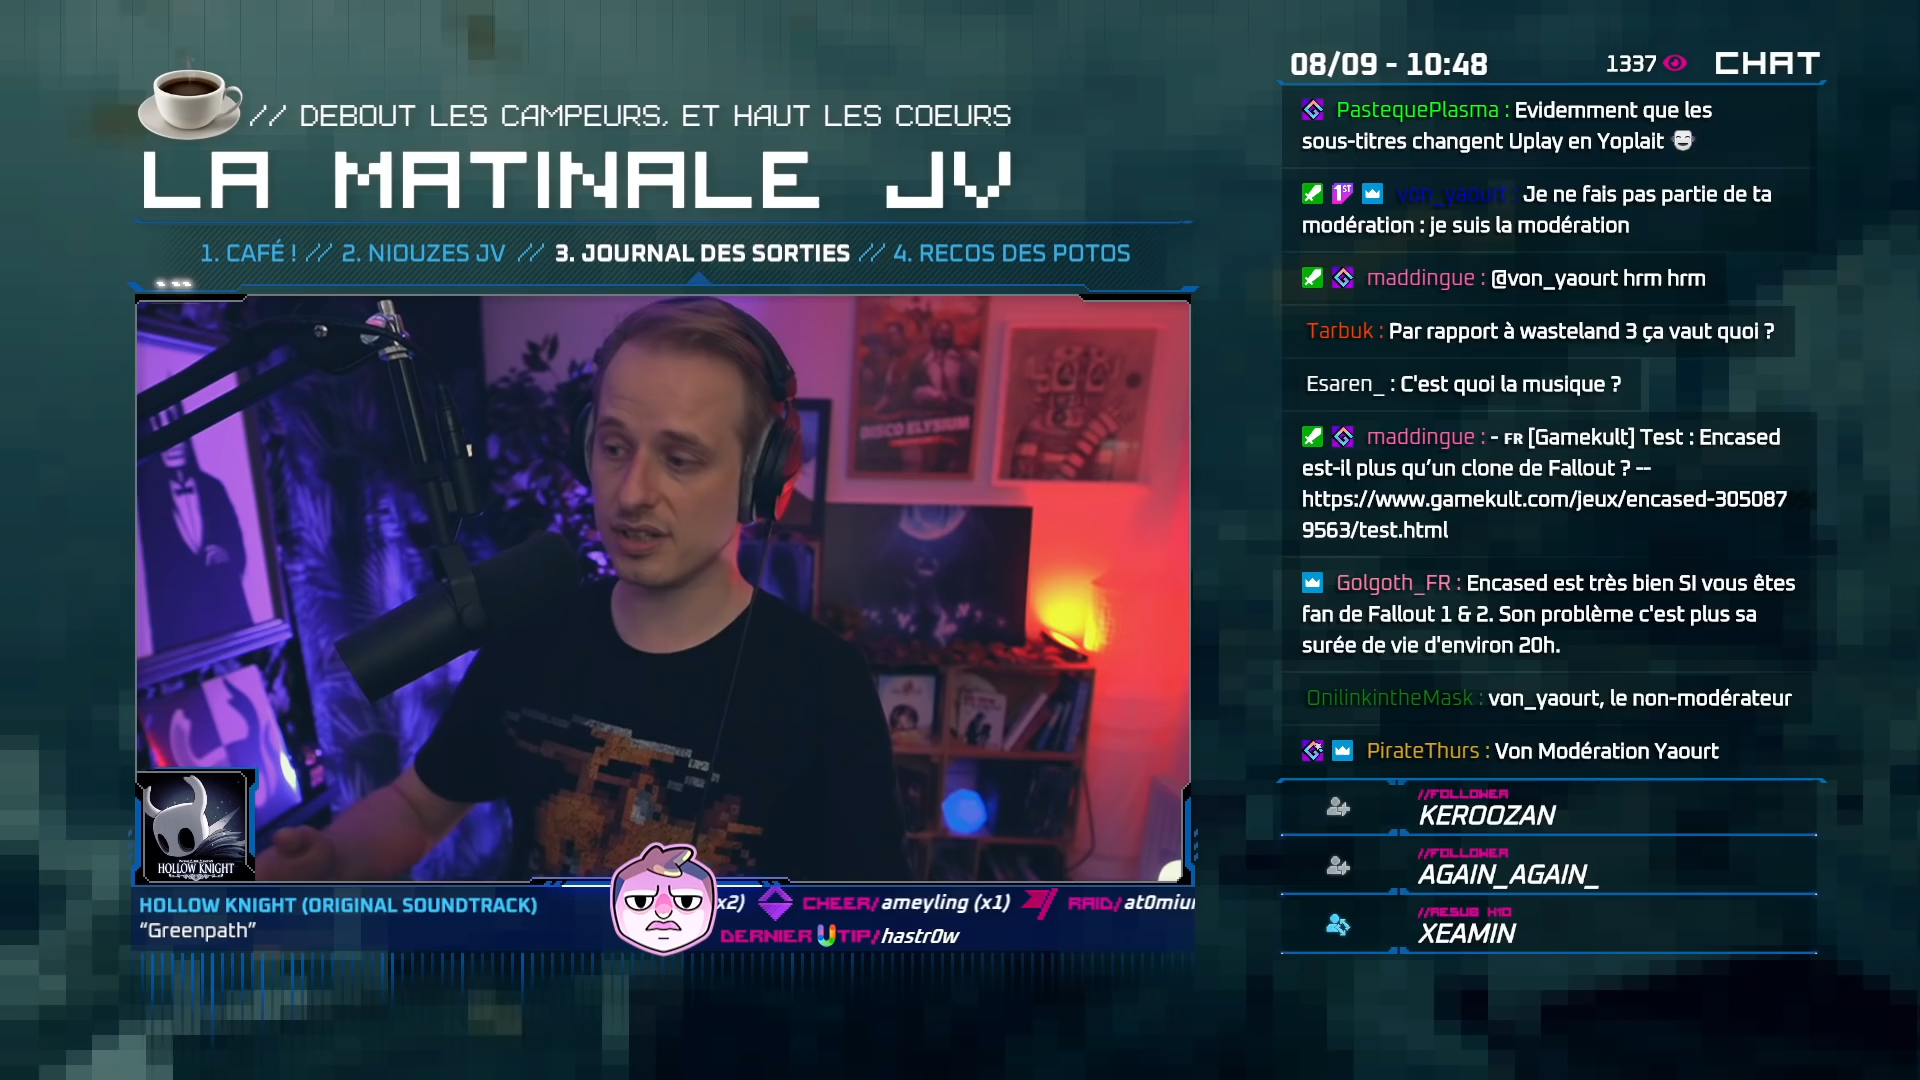 // DEBOUT LES CAMPEURS, ET HAUT LES COEURS
LA MATINALE JV
1. CAFÉ ! // 2. NIOUZES JV // 3. JOURNAL DES SORTIES // 4. RECOS DES POTOS
DISCO ELYSIUM
HOLLOW KNIGHT
HOLLOW KNIGHT (ORIGINAL SOUNDTRACK)
“Greenpath”
x2) CHEER/ ameyling (x1) RAID/ at0miu
DERNIER UTIP/ hastr0w
08/09 - 10:48 1337 CHAT
PastequePlasma : Evidemment que les
sous-titres changent Uplay en Yoplait
1ST von_yaourt : Je ne fais pas partie de ta
modération : je suis la modération
maddingue : @von_yaourt hrm hrm
Tarbuk : Par rapport à wasteland 3 ça vaut quoi ?
Esaren_ : C'est quoi la musique ?
maddingue : - FR [Gamekult] Test : Encased
est-il plus qu’un clone de Fallout ? --
https://www.gamekult.com/jeux/encased-305087
9563/test.html
Golgoth_FR : Encased est très bien SI vous êtes
fan de Fallout 1 & 2. Son problème c'est plus sa
surée de vie d'environ 20h.
OnilinkintheMask : von_yaourt, le non-modérateur
PirateThurs : Von Modération Yaourt
//FOLLOWER
KEROOZAN
//FOLLOWER
AGAIN_AGAIN_
//RESUB M10
XEAMIN